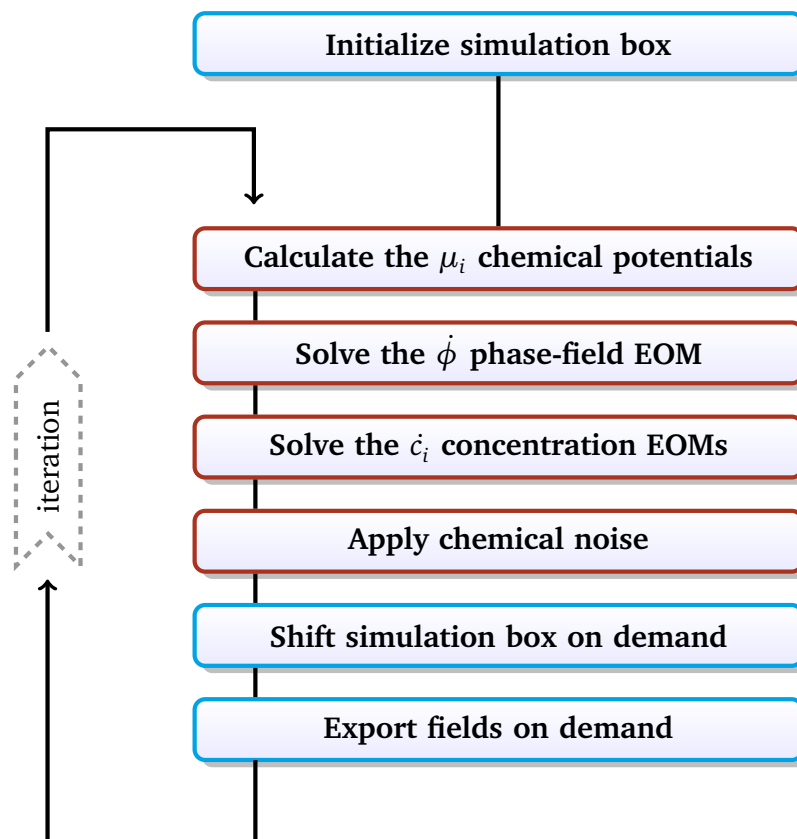 Initialize simulation box
Calculate the μᵢ chemical potentials
Solve the ϕ̇ phase-field EOM
Solve the ċᵢ concentration EOMs
iteration
Apply chemical noise
Shift simulation box on demand
Export fields on demand